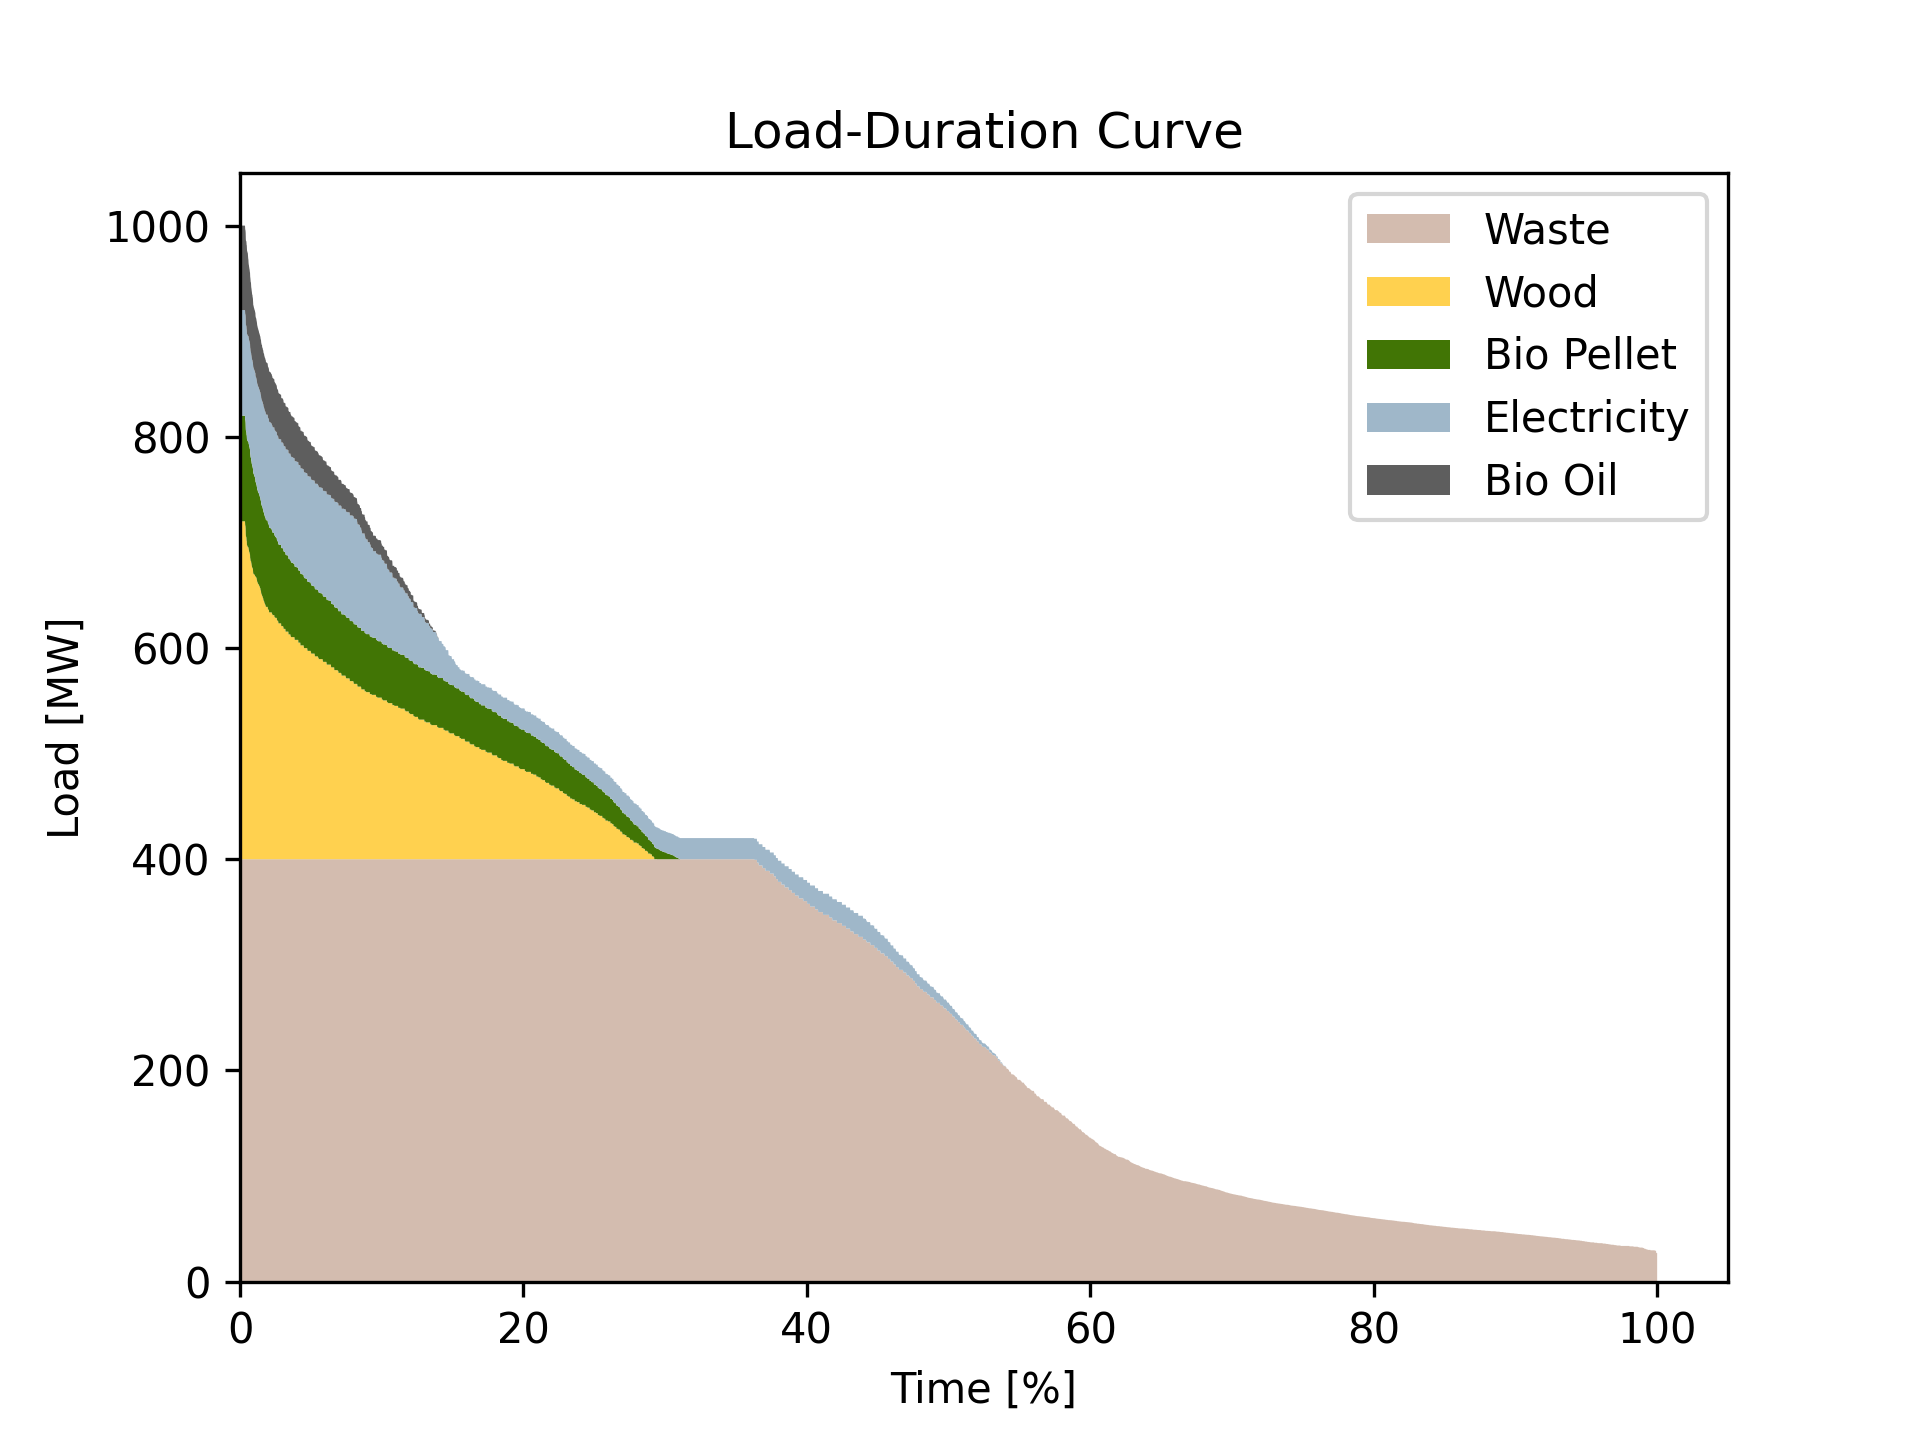 Load-Duration Curve
1000
800
600
400
200
0
Load [MW]
0 20 40 60 80 100
Time [%]
Waste
Wood
Bio Pellet
Electricity
Bio Oil